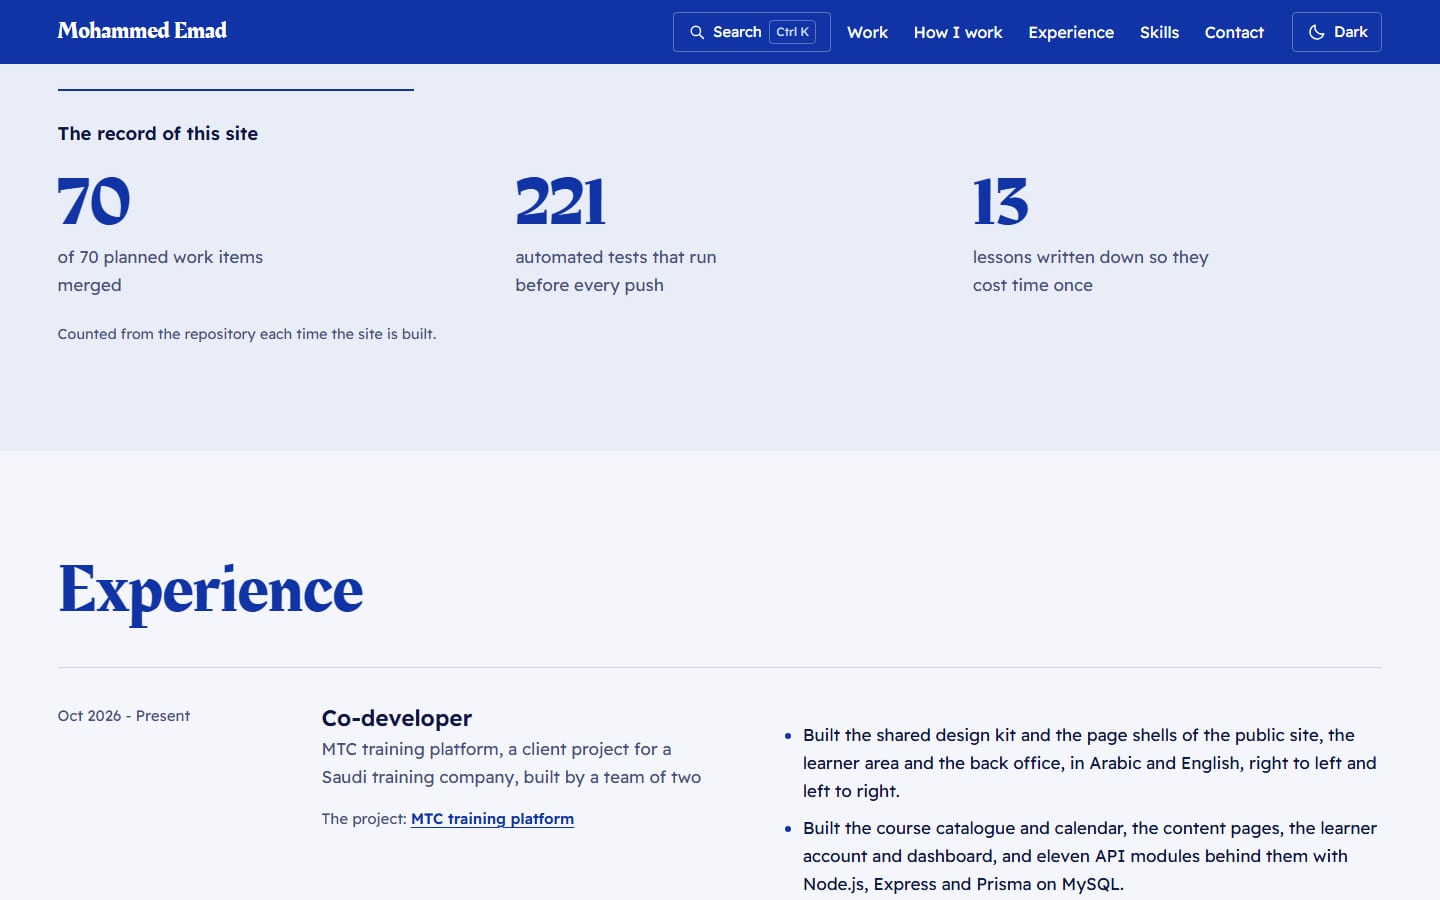 Mohammed Emad
Search Ctrl K
Work
How I work
Experience
Skills
Contact
Dark
The record of this site
70
of 70 planned work items
merged
221
automated tests that run
before every push
13
lessons written down so they
cost time once
Counted from the repository each time the site is built.
Experience
Oct 2026 - Present
Co-developer
MTC training platform, a client project for a
Saudi training company, built by a team of two
The project: MTC training platform
Built the shared design kit and the page shells of the public site, the
learner area and the back office, in Arabic and English, right to left and
left to right.
Built the course catalogue and calendar, the content pages, the learner
account and dashboard, and eleven API modules behind them with
Node.js, Express and Prisma on MySQL.